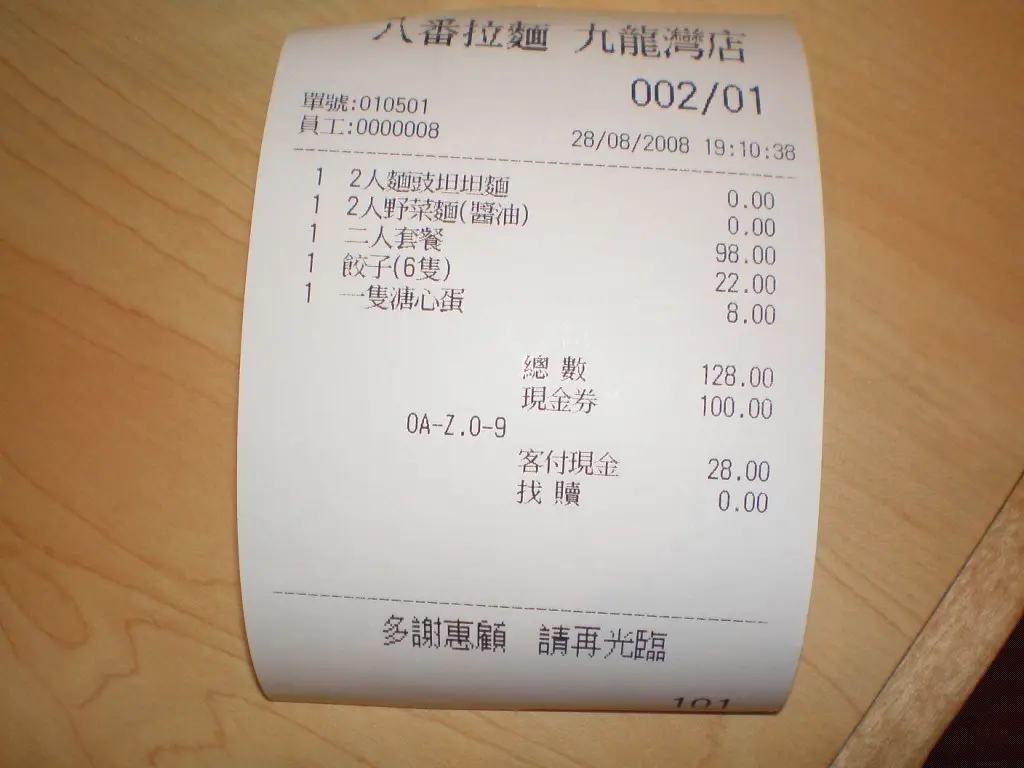 八番拉麵 九龍灣店
002/01
單號:010501
員工:0000008
28/08/2008 19:10:38
1 2人麵豉坦坦麵 0.00
1 2人野菜麵(醬油) 0.00
1 二人套餐 98.00
1 餃子(6隻) 22.00
1 一隻溏心蛋 8.00
總 數 128.00
現金券 100.00
OA-Z.0-9
客付現金 28.00
找 贖 0.00
多謝惠顧 請再光臨
101